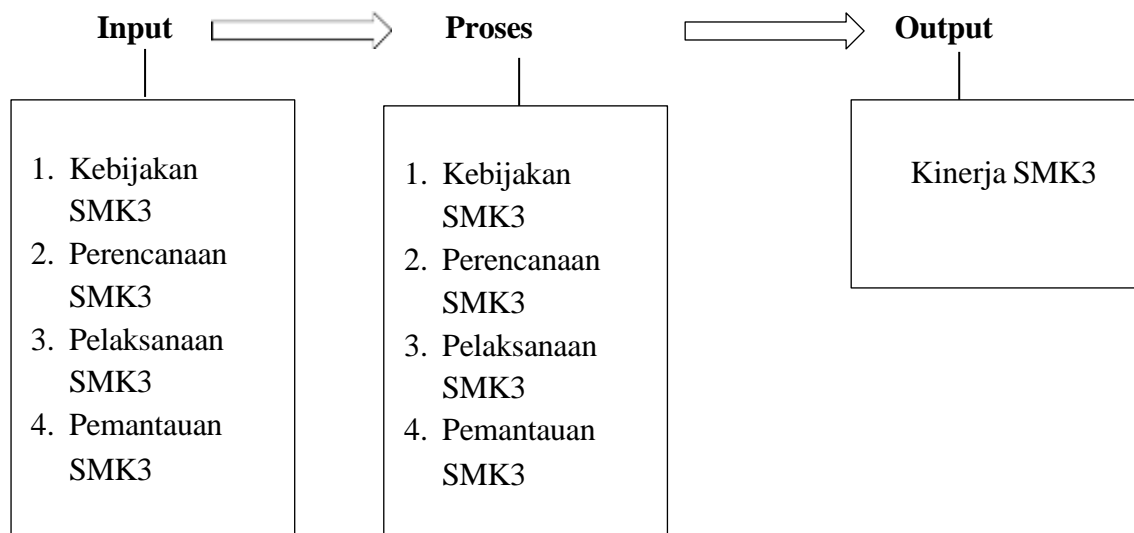 Input
Proses
Output
1. Kebijakan
SMK3
2. Perencanaan
SMK3
3. Pelaksanaan
SMK3
4. Pemantauan
SMK3
1. Kebijakan
SMK3
2. Perencanaan
SMK3
3. Pelaksanaan
SMK3
4. Pemantauan
SMK3
Kinerja SMK3